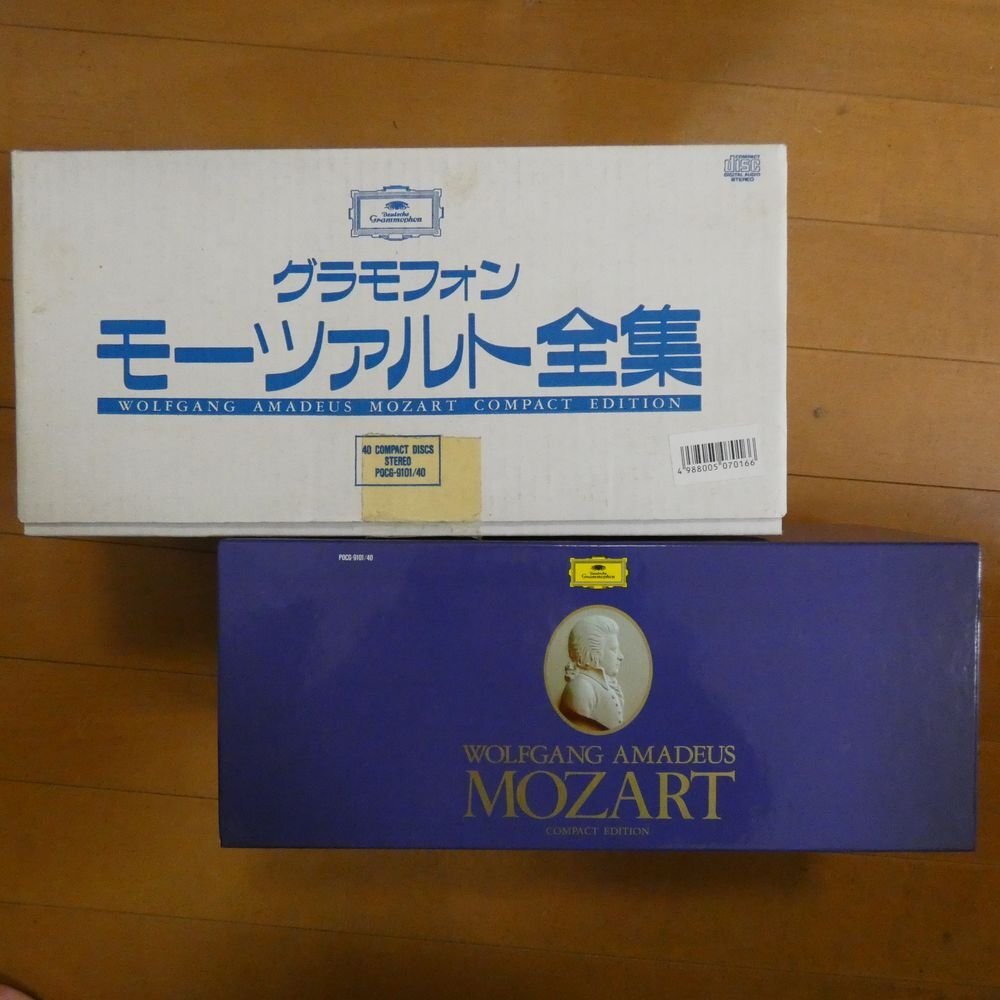 COMPACT
disc
DIGITAL AUDIO
STEREO
Deutsche
Grammophon
グラモフォン
モーツァルト全集
WOLFGANG AMADEUS MOZART COMPACT EDITION
40 COMPACT DISCS
STEREO
POCG-9101/40
4 988005 070166
POCG-9101/40
Deutsche
Grammophon
WOLFGANG AMADEUS
MOZART
COMPACT EDITION